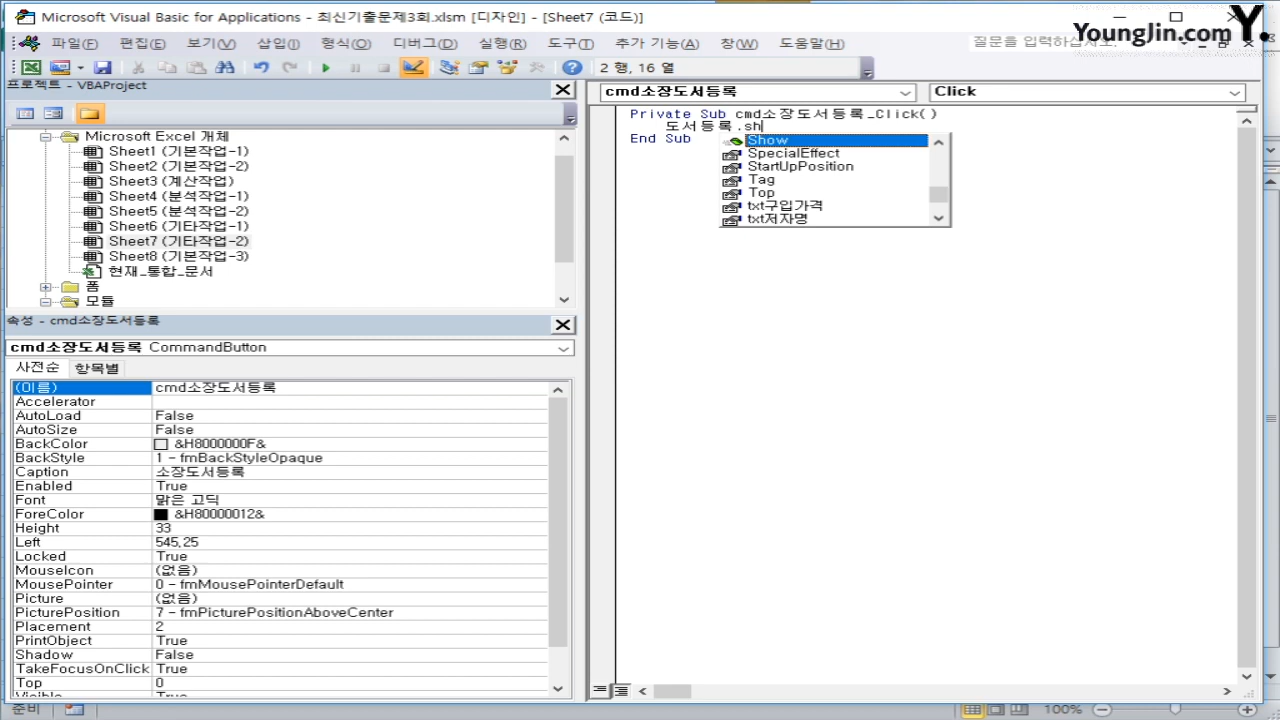 Microsoft Visual Basic for Applications - 최신기출문제3회.xlsm [디자인] - [Sheet7 (코드)]
YoungJin.com Y.
파일(F) 편집(E) 보기(V) 삽입(I) 형식(O) 디버그(D) 실행(R) 도구(T) 추가 기능(A) 창(W) 도움말(H)
질문을 입력하십시오.
2 행, 16 열
프로젝트 - VBAProject
Microsoft Excel 개체
Sheet1 (기본작업-1)
Sheet2 (기본작업-2)
Sheet3 (계산작업)
Sheet4 (분석작업-1)
Sheet5 (분석작업-2)
Sheet6 (기타작업-1)
Sheet7 (기타작업-2)
Sheet8 (기본작업-3)
현재_통합_문서
폼
모듈
속성 - cmd소장도서등록
cmd소장도서등록 CommandButton
사전순 항목별
(이름) cmd소장도서등록
Accelerator
AutoLoad False
AutoSize False
BackColor &H8000000F&
BackStyle 1 - fmBackStyleOpaque
Caption 소장도서등록
Enabled True
Font 맑은 고딕
ForeColor &H80000012&
Height 33
Left 545,25
Locked True
MouseIcon (없음)
MousePointer 0 - fmMousePointerDefault
Picture (없음)
PicturePosition 7 - fmPicturePositionAboveCenter
Placement 2
PrintObject True
Shadow False
TakeFocusOnClick True
Top 0
Visible True
cmd소장도서등록 Click
Private Sub cmd소장도서등록_Click()
도서등록.sh
End Sub
Show
SpecialEffect
StartUpPosition
Tag
Top
txt구입가격
txt저자명
준비
100%